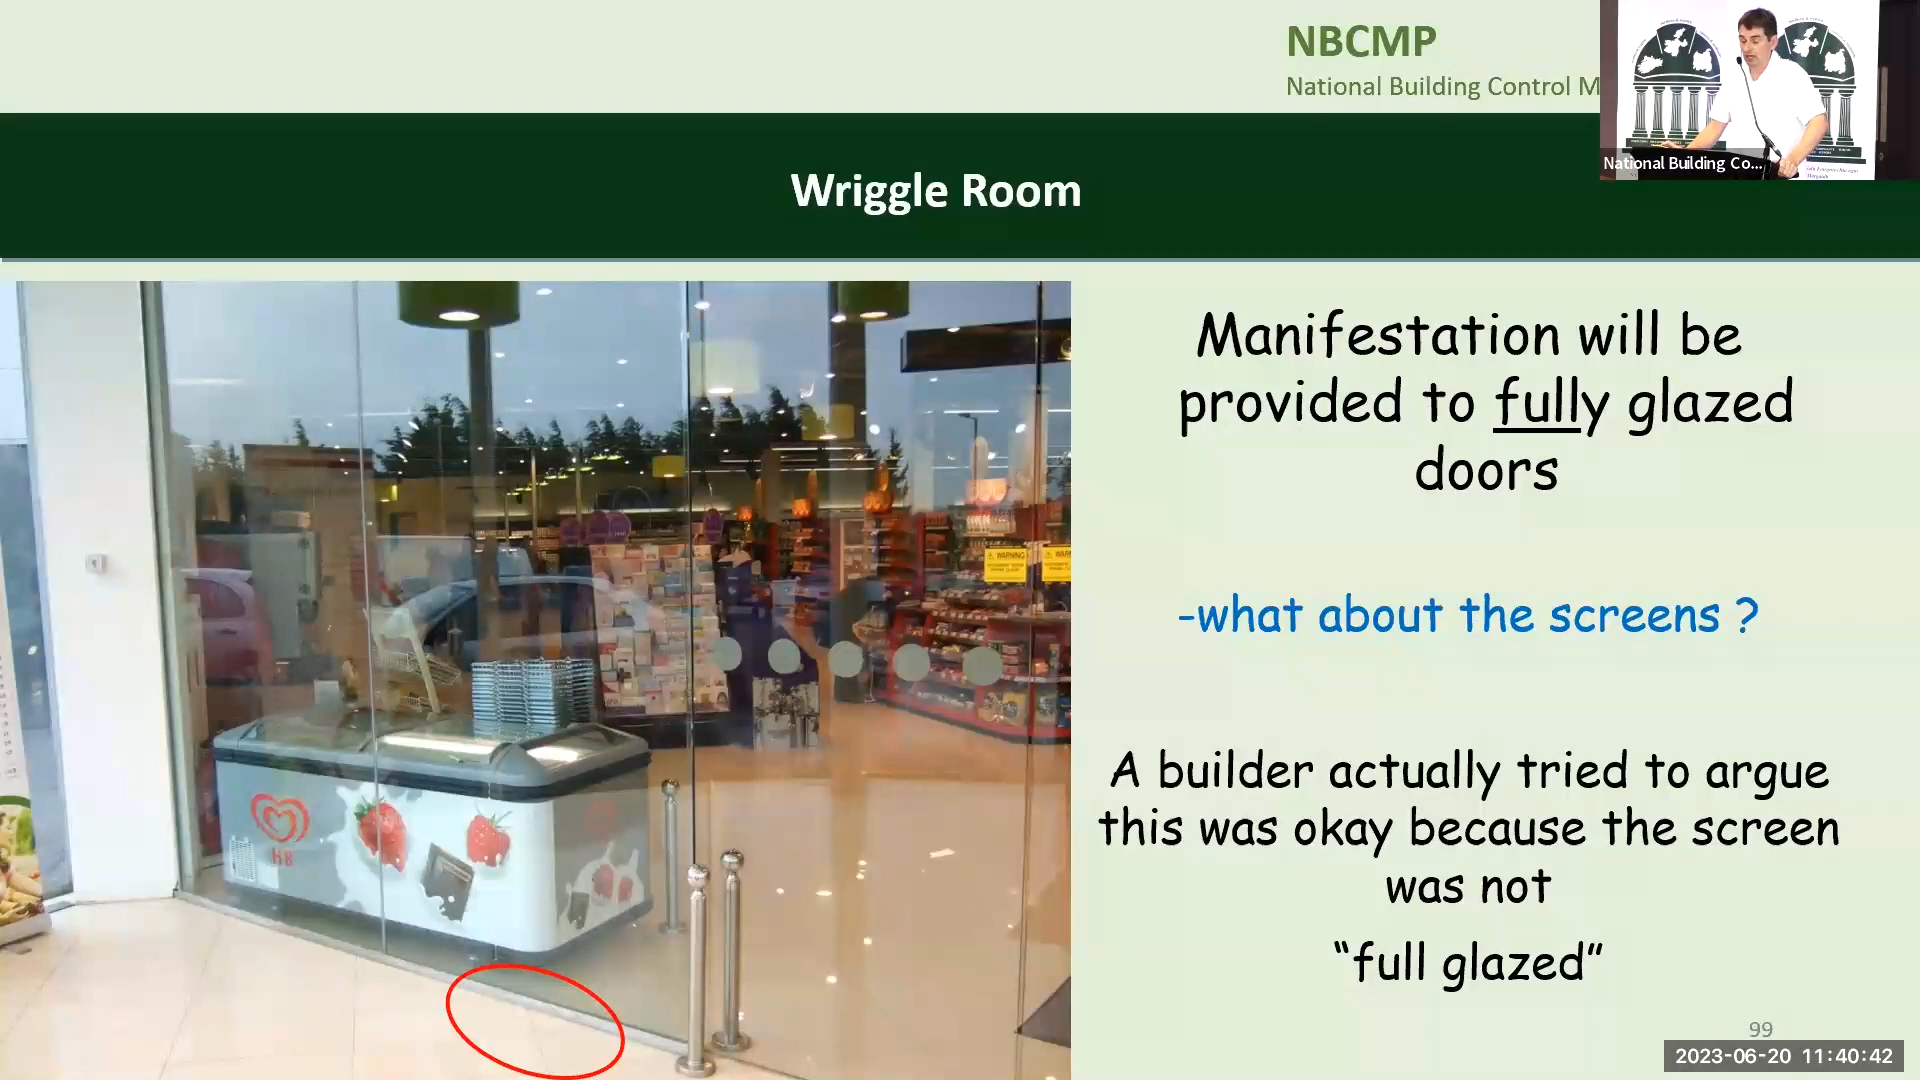 NBCMP
National Building Control M
National Building Co...
Wriggle Room
Manifestation will be
provided to fully glazed
doors
-what about the screens ?
A builder actually tried to argue
this was okay because the screen
was not
“full glazed”
WARNING
HB
99
2023-06-20 11:40:42